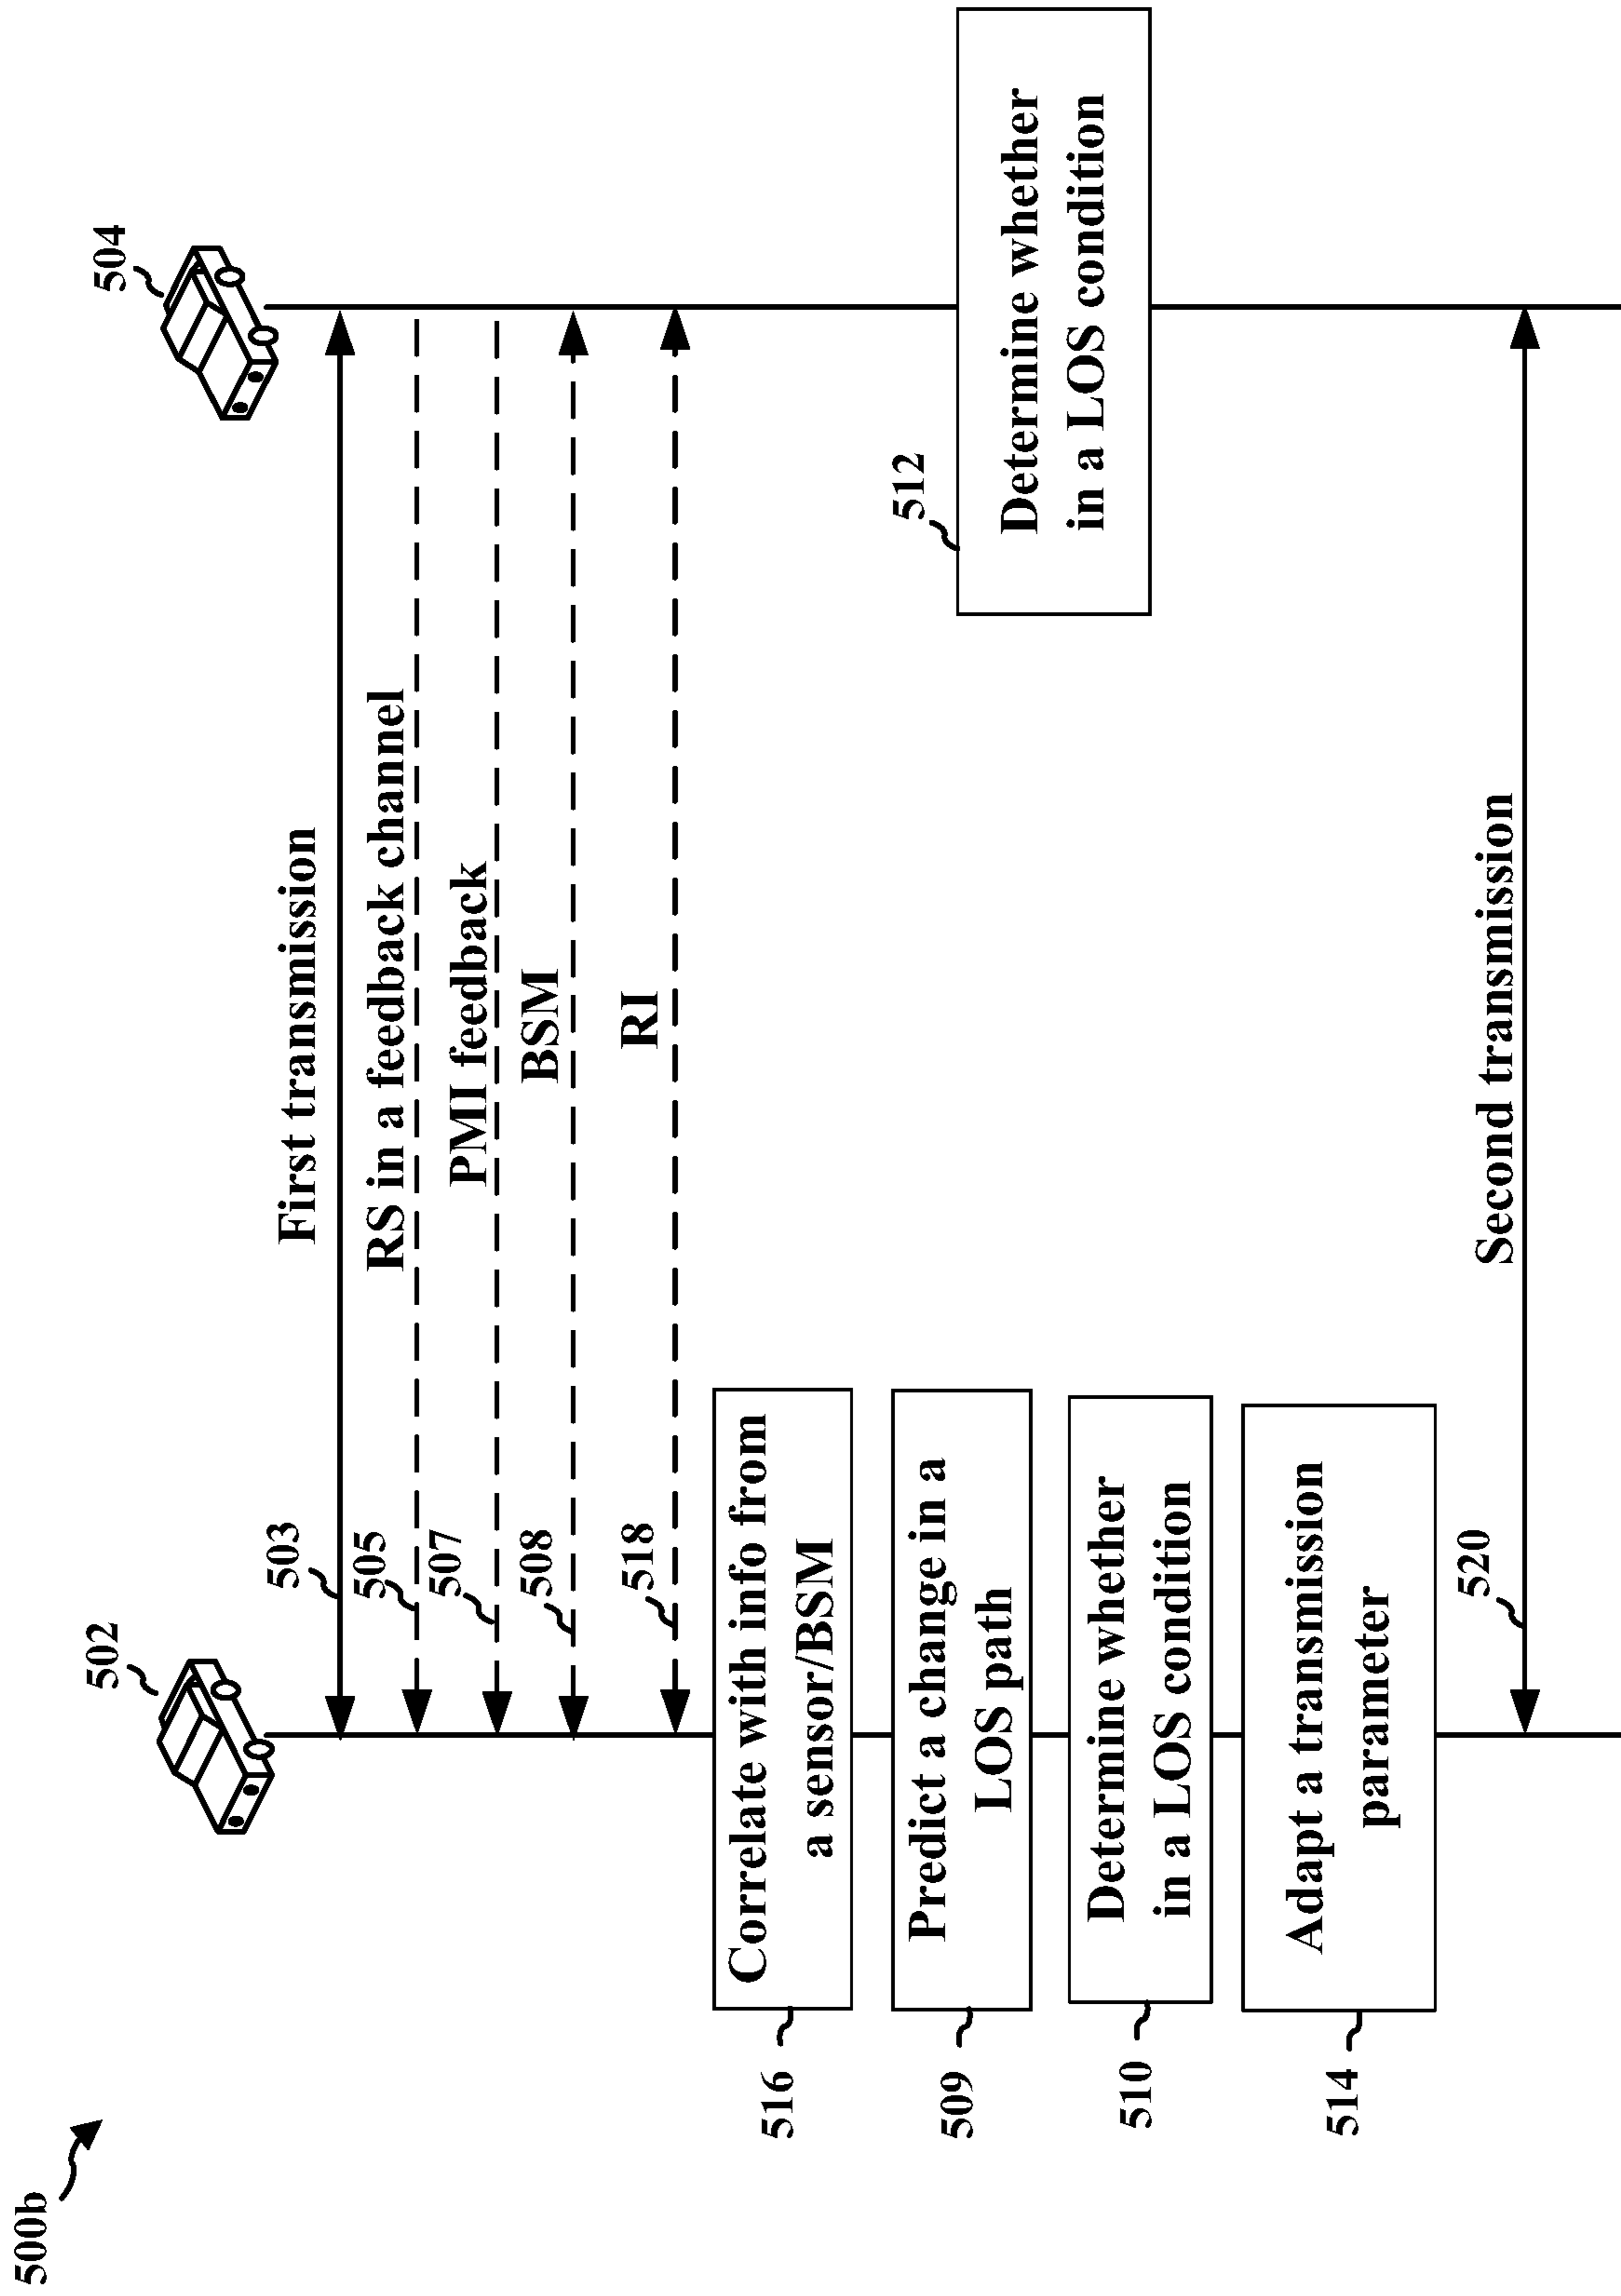 500b
502
504
First transmission
503
RS in a feedback channel
505
PMI feedback
507
BSM
508
RI
518
Correlate with info from
a sensor/BSM
516
Predict a change in a
LOS path
509
512
Determine whether
in a LOS condition
Determine whether
in a LOS condition
510
Adapt a transmission
parameter
514
Second transmission
520